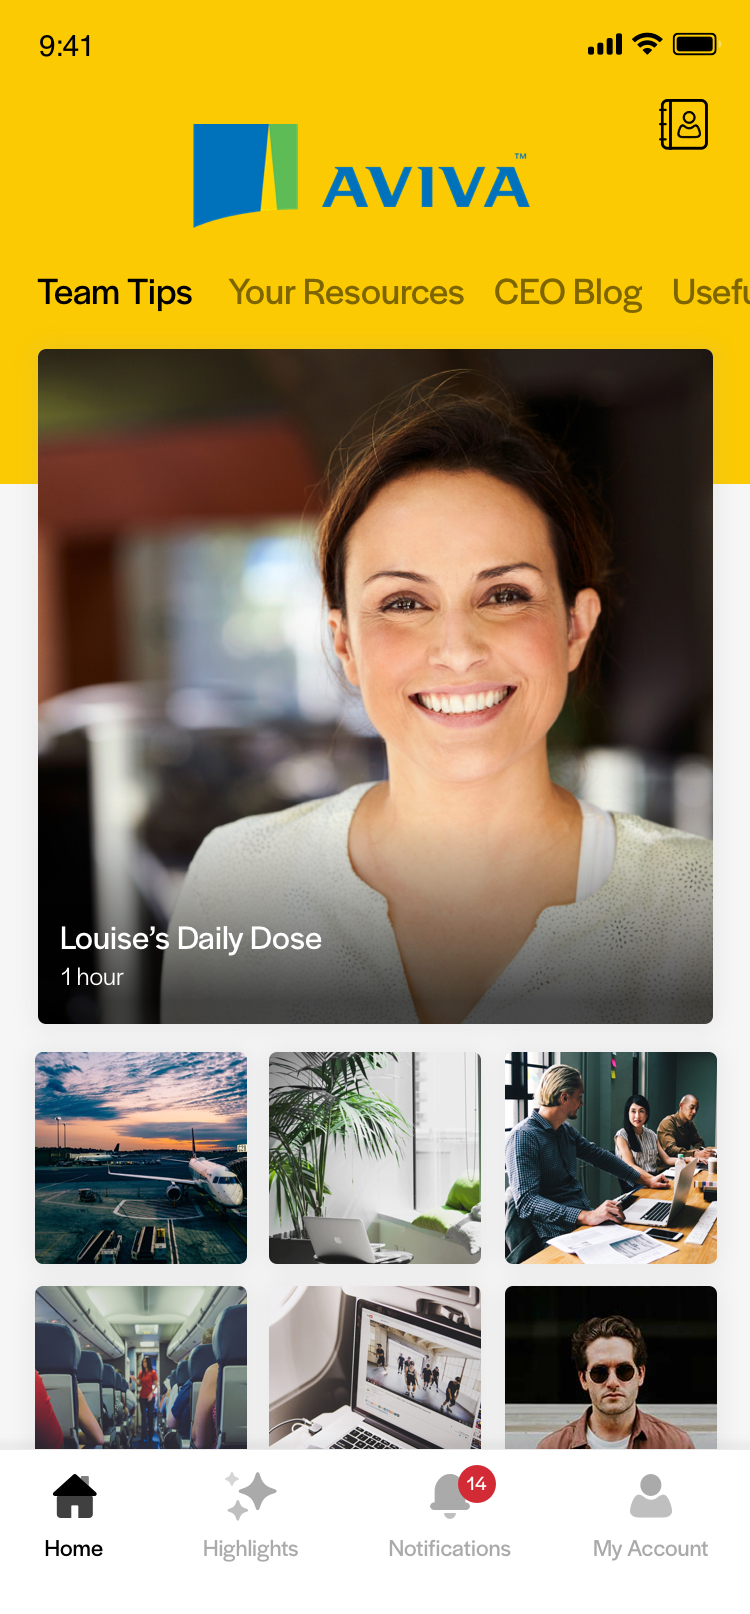 9:41
AVIVA™
Team Tips Your Resources CEO Blog Usefu
Louise’s Daily Dose
1 hour
14
Home Highlights Notifications My Account